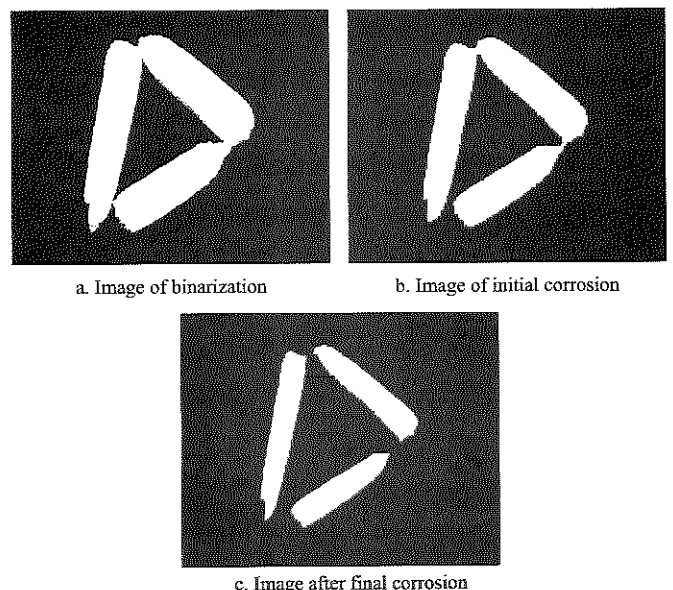 a. Image of binarization
b. Image of initial corrosion
c. Image after final corrosion